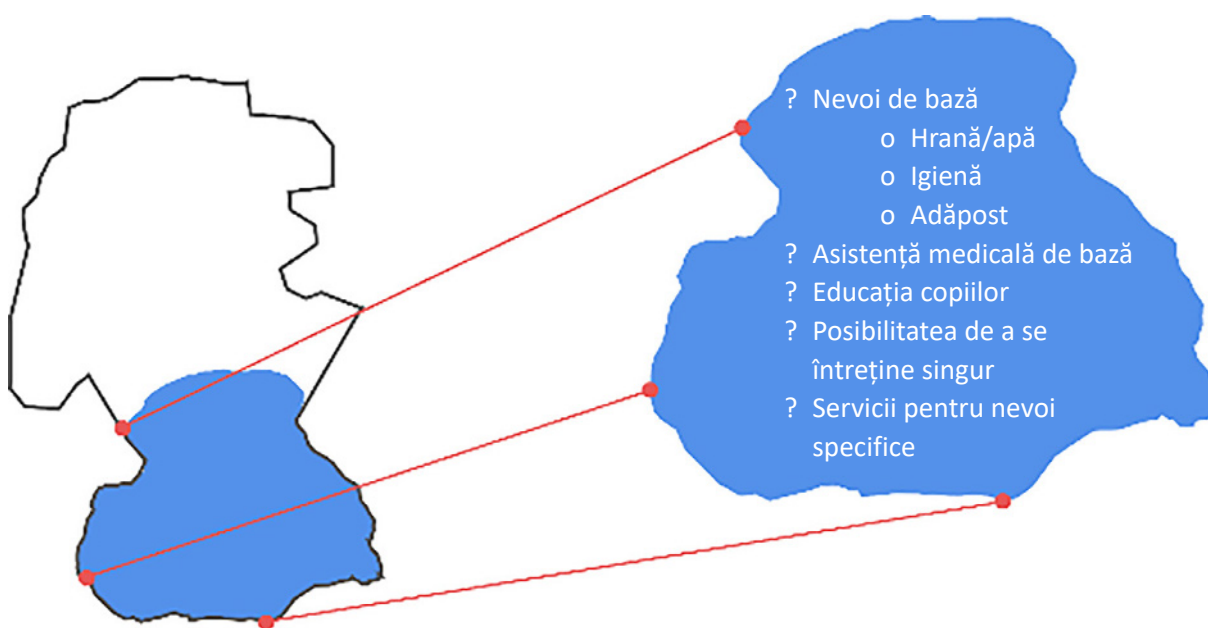 ? Nevoi de bază
o Hrană/apă
o Igienă
o Adăpost
? Asistență medicală de bază
? Educația copiilor
? Posibilitatea de a se
întreține singur
? Servicii pentru nevoi
specifice